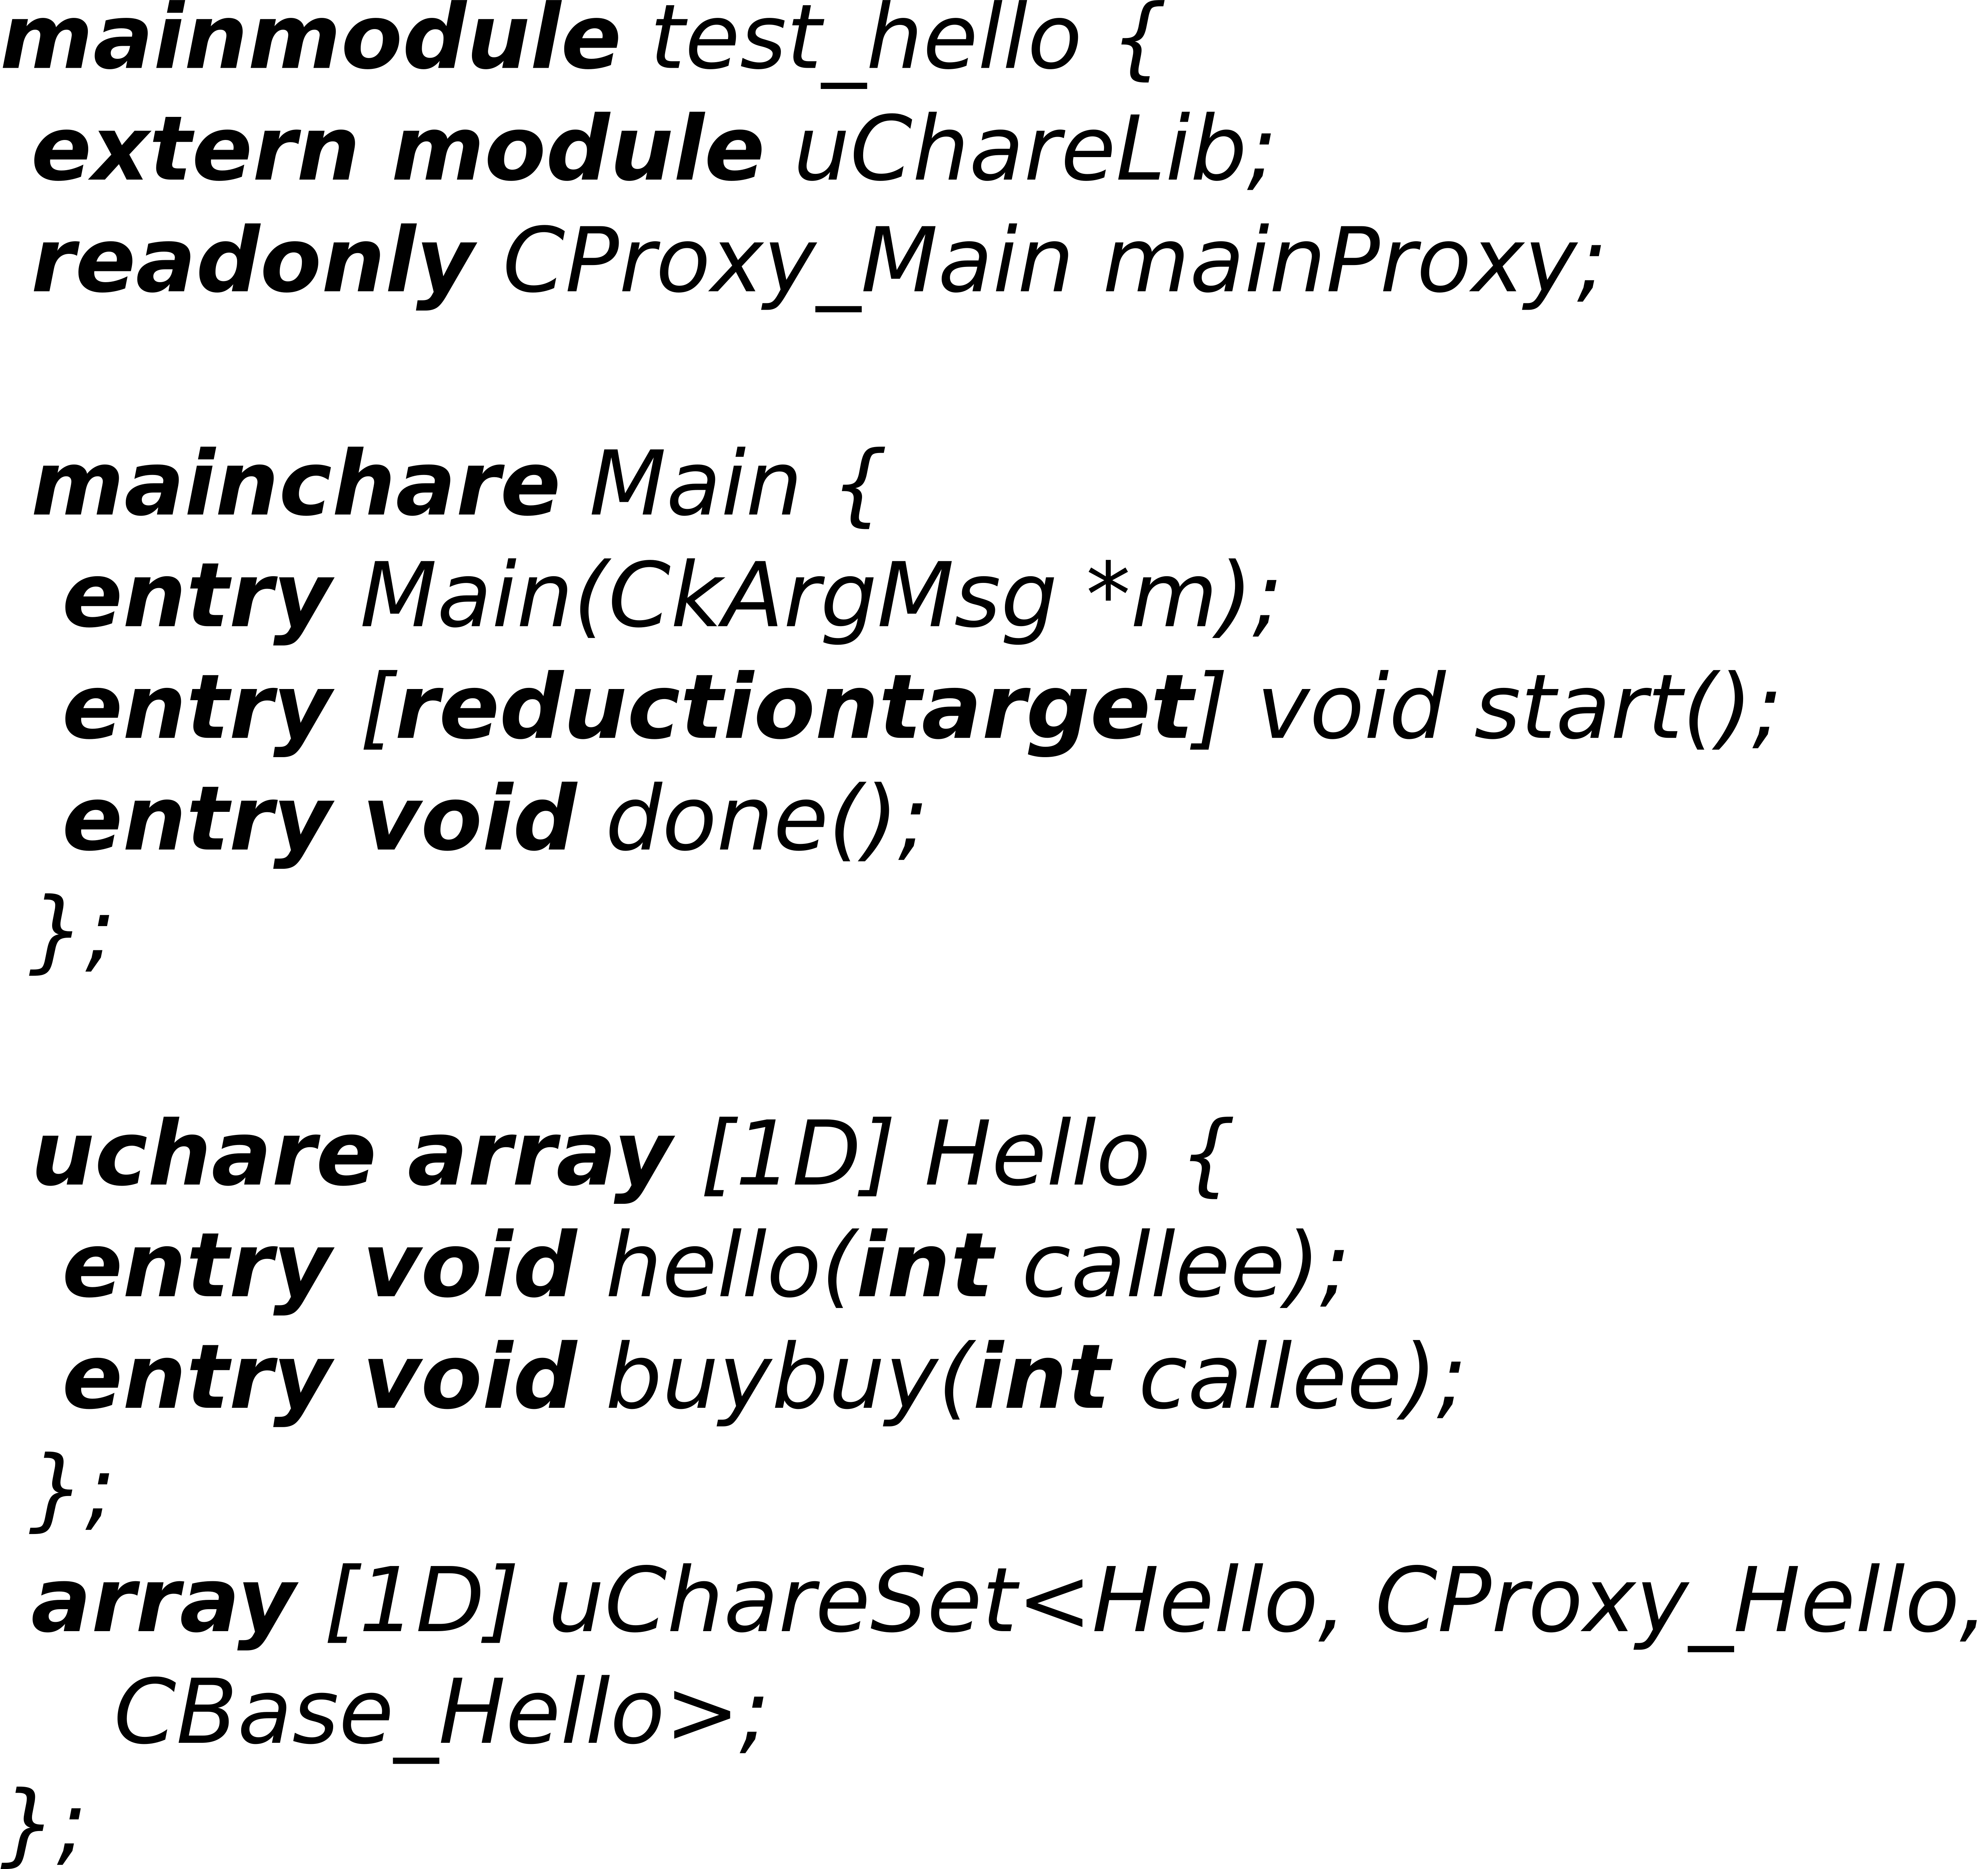 mainmodule test_hello {
extern module uChareLib;
readonly CProxy_Main mainProxy;
mainchare Main {
entry Main(CkArgMsg *m);
entry [reductiontarget] void start();
entry void done();
};
uchare array [1D] Hello {
entry void hello(int callee);
entry void buybuy(int callee);
};
array [1D] uChareSet<Hello, CProxy_Hello,
CBase_Hello>;
};